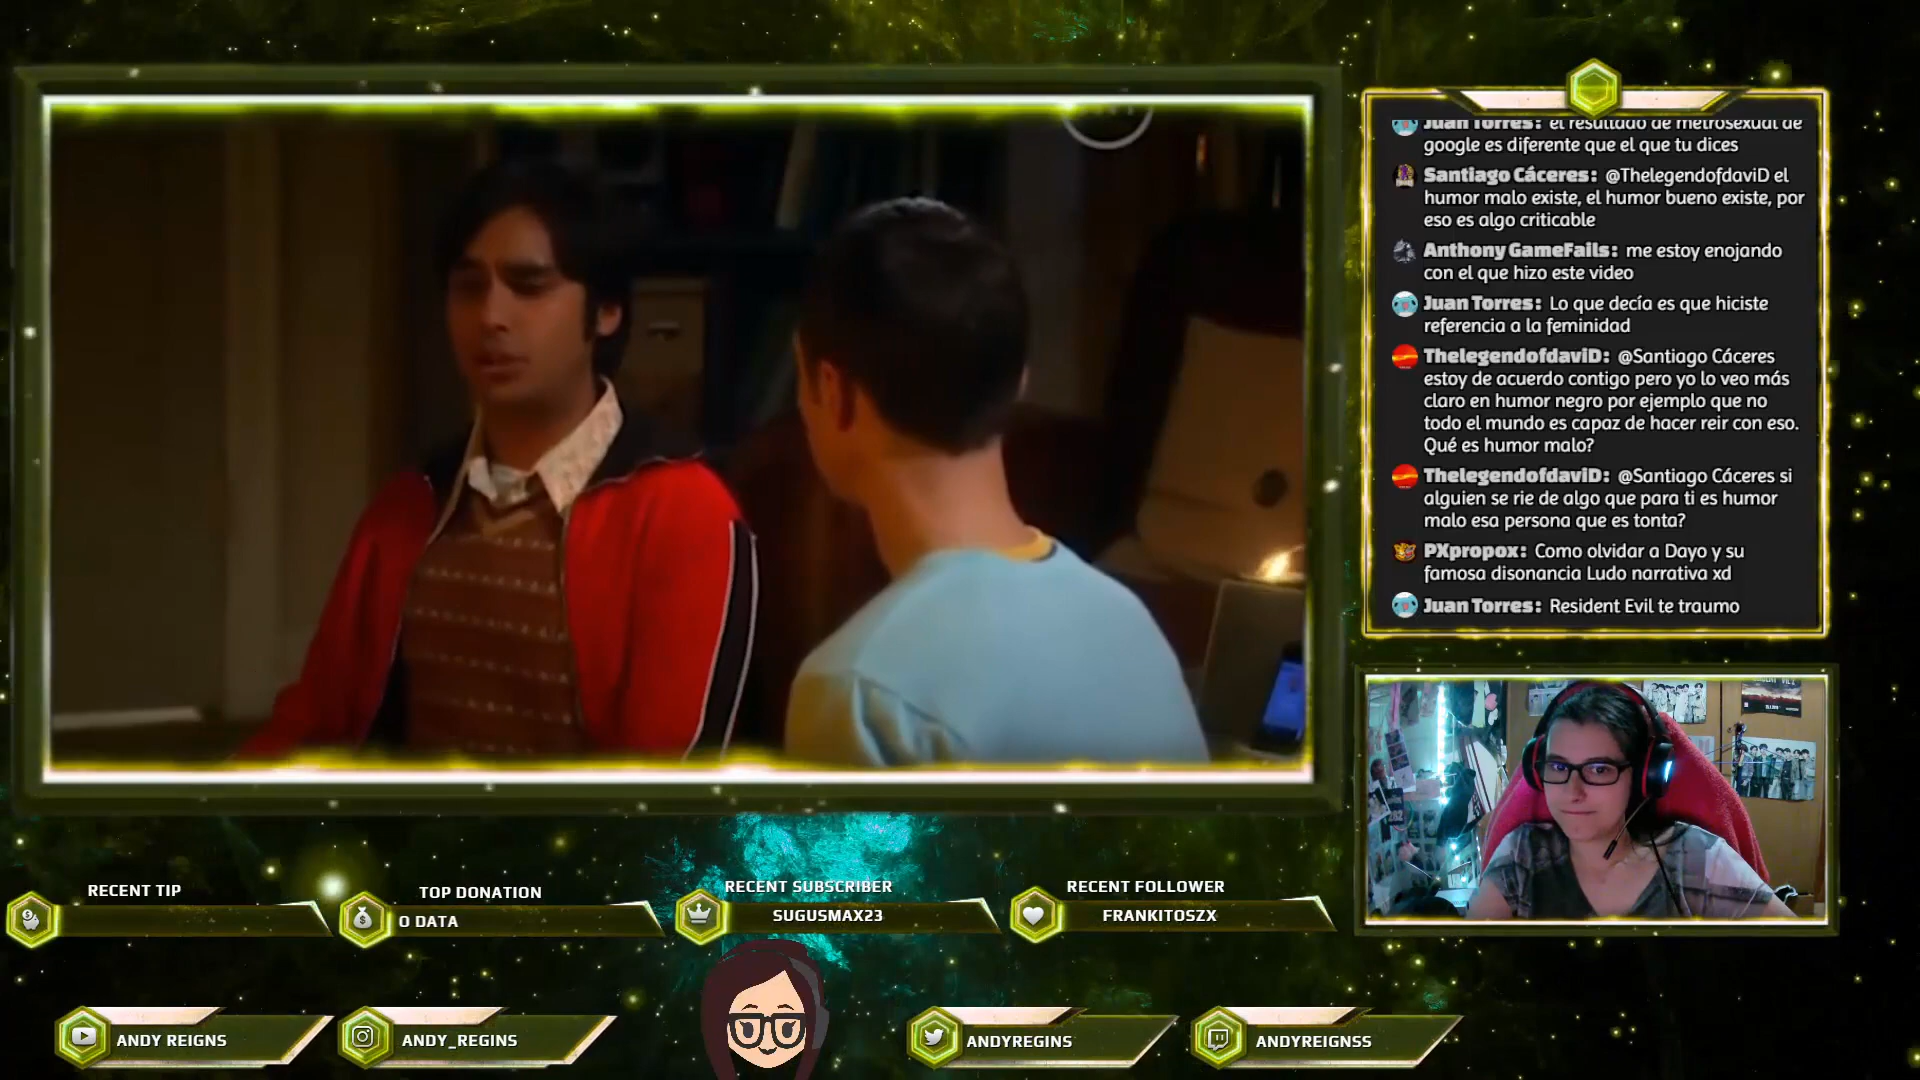 Juan Torres: el resultado de metrosexual de
google es diferente que el que tu dices
Santiago Cáceres: @ThelegendofdaviD el
humor malo existe, el humor bueno existe, por
eso es algo criticable
Anthony GameFails: me estoy enojando
con el que hizo este video
Juan Torres: Lo que decía es que hiciste
referencia a la feminidad
ThelegendofdaviD: @Santiago Cáceres
estoy de acuerdo contigo pero yo lo veo más
claro en humor negro por ejemplo que no
todo el mundo es capaz de hacer reir con eso.
Qué es humor malo?
ThelegendofdaviD: @Santiago Cáceres si
alguien se rie de algo que para ti es humor
malo esa persona que es tonta?
PXpropox: Como olvidar a Dayo y su
famosa disonancia Ludo narrativa xd
Juan Torres: Resident Evil te traumo
RECENT TIP
TOP DONATION
0 DATA
RECENT SUBSCRIBER
SUGUSMAX23
RECENT FOLLOWER
FRANKITOSZX
ANDY REIGNS
ANDY_REGINS
ANDYREGINS
ANDYREIGNSS